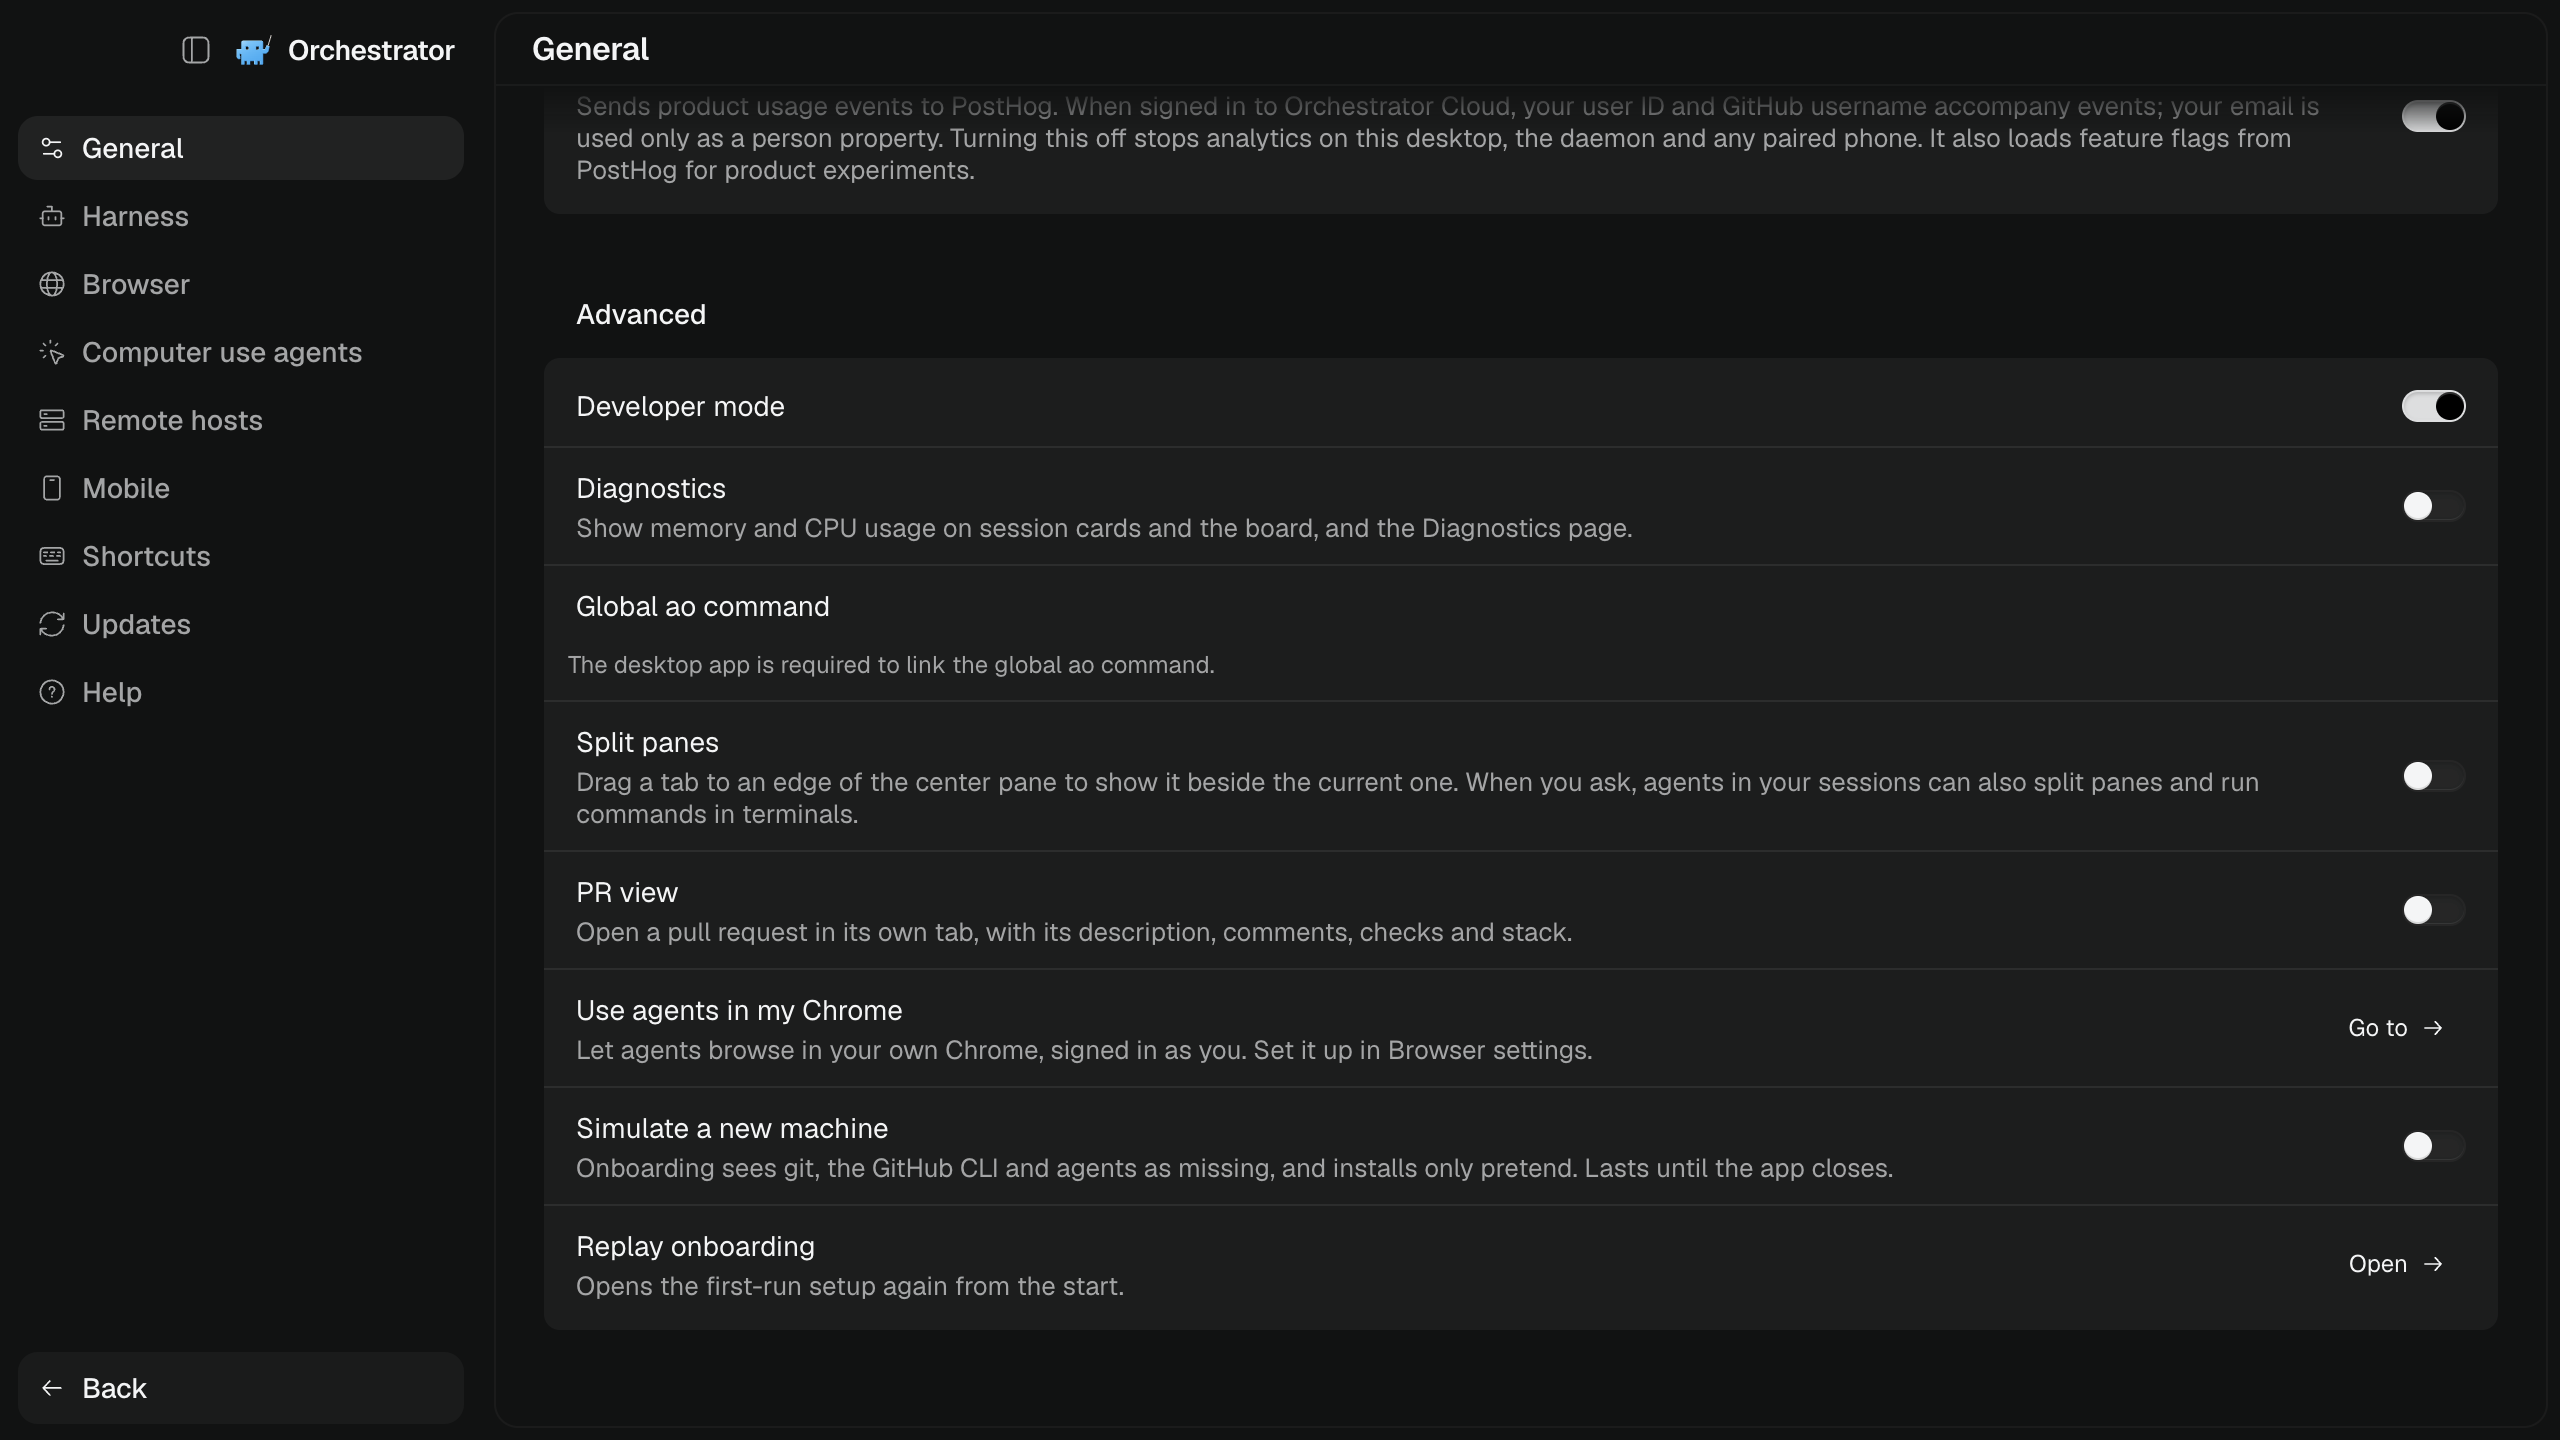 Orchestrator
General
Harness
Browser
Computer use agents
Remote hosts
Mobile
Shortcuts
Updates
Help
Back
General
Sends product usage events to PostHog. When signed in to Orchestrator Cloud, your user ID and GitHub username accompany events; your email is
used only as a person property. Turning this off stops analytics on this desktop, the daemon and any paired phone. It also loads feature flags from
PostHog for product experiments.
Advanced
Developer mode
Diagnostics
Show memory and CPU usage on session cards and the board, and the Diagnostics page.
Global ao command
The desktop app is required to link the global ao command.
Split panes
Drag a tab to an edge of the center pane to show it beside the current one. When you ask, agents in your sessions can also split panes and run
commands in terminals.
PR view
Open a pull request in its own tab, with its description, comments, checks and stack.
Use agents in my Chrome
Let agents browse in your own Chrome, signed in as you. Set it up in Browser settings.
Go to →
Simulate a new machine
Onboarding sees git, the GitHub CLI and agents as missing, and installs only pretend. Lasts until the app closes.
Replay onboarding
Opens the first-run setup again from the start.
Open →